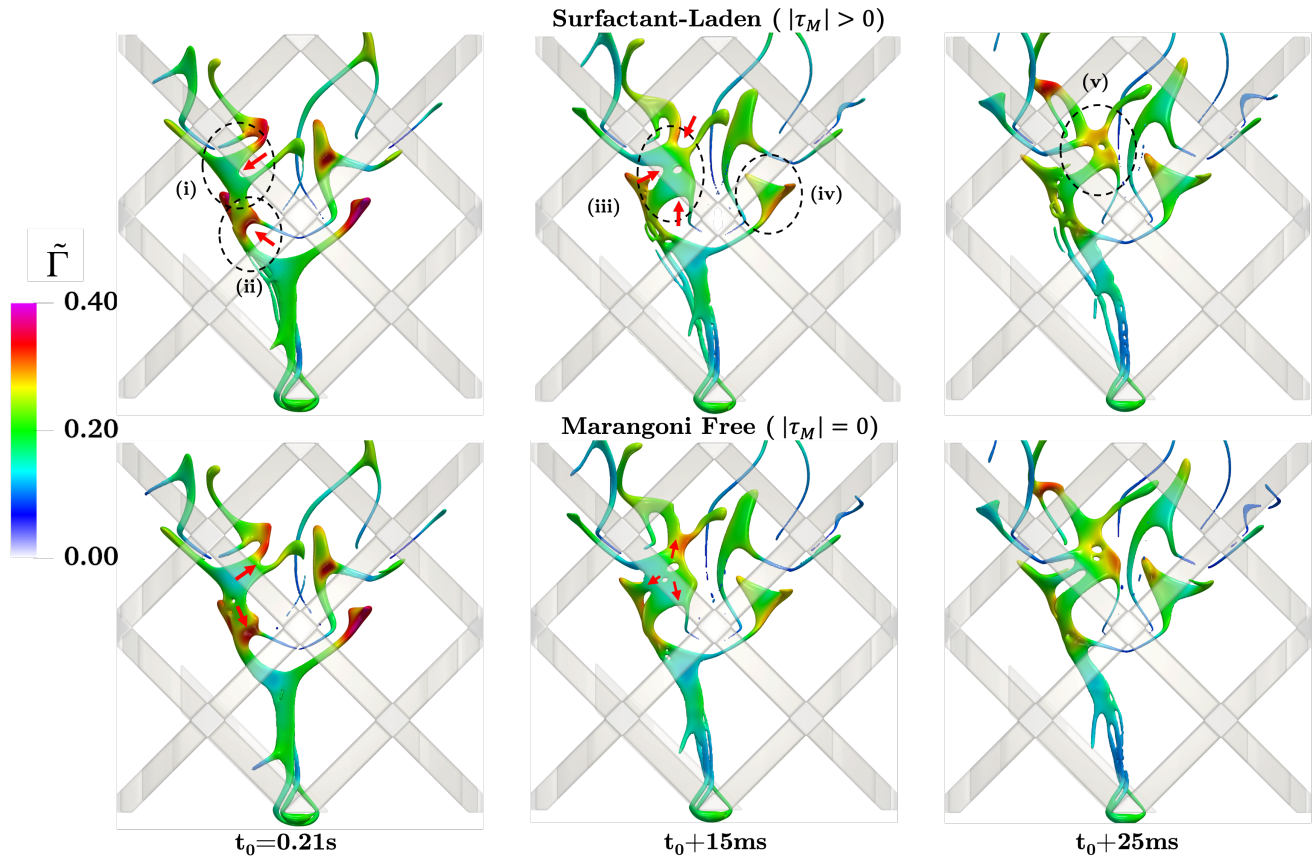 Surfactant-Laden ( |τ_M| > 0)
(i)
(ii)
(iii)
(iv)
(v)
Γ̃
0.40
0.20
0.00
Marangoni Free ( |τ_M| = 0)
t₀=0.21s
t₀+15ms
t₀+25ms